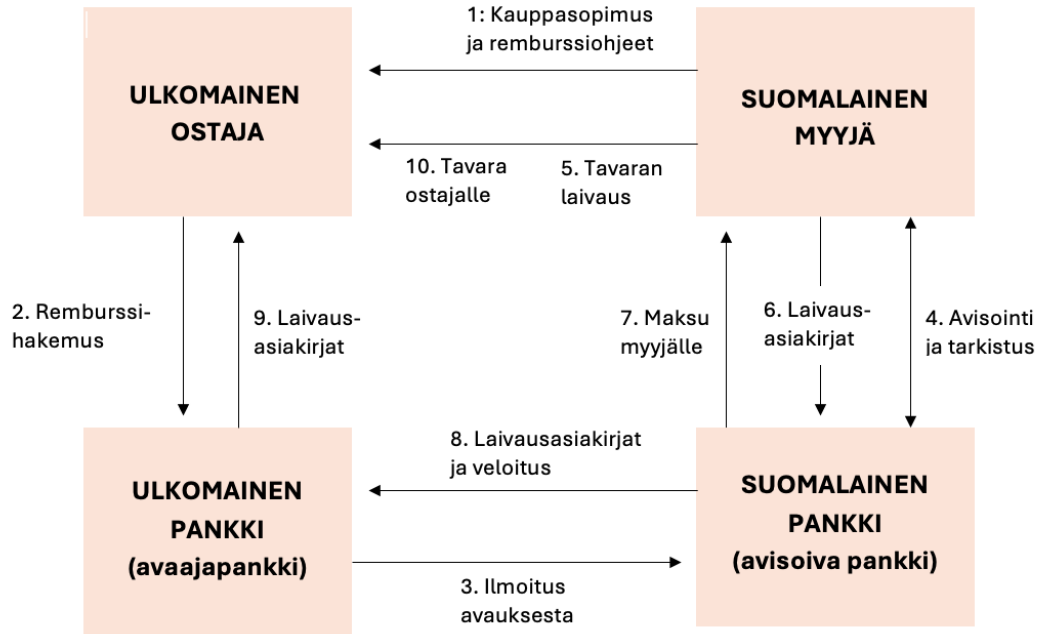 1: Kauppasopimus
ja remburssiohjeet
ULKOMAINEN
OSTAJA
SUOMALAINEN
MYYJÄ
10. Tavara
ostajalle
5. Tavaran
laivaus
2. Remburssi-
hakemus
9. Laivaus-
asiakirjat
7. Maksu
myyjälle
6. Laivaus-
asiakirjat
4. Avisointi
ja tarkistus
8. Laivausasiakirjat
ja veloitus
ULKOMAINEN
PANKKI
(avaajapankki)
SUOMALAINEN
PANKKI
(avisoiva pankki)
3. Ilmoitus
avauksesta